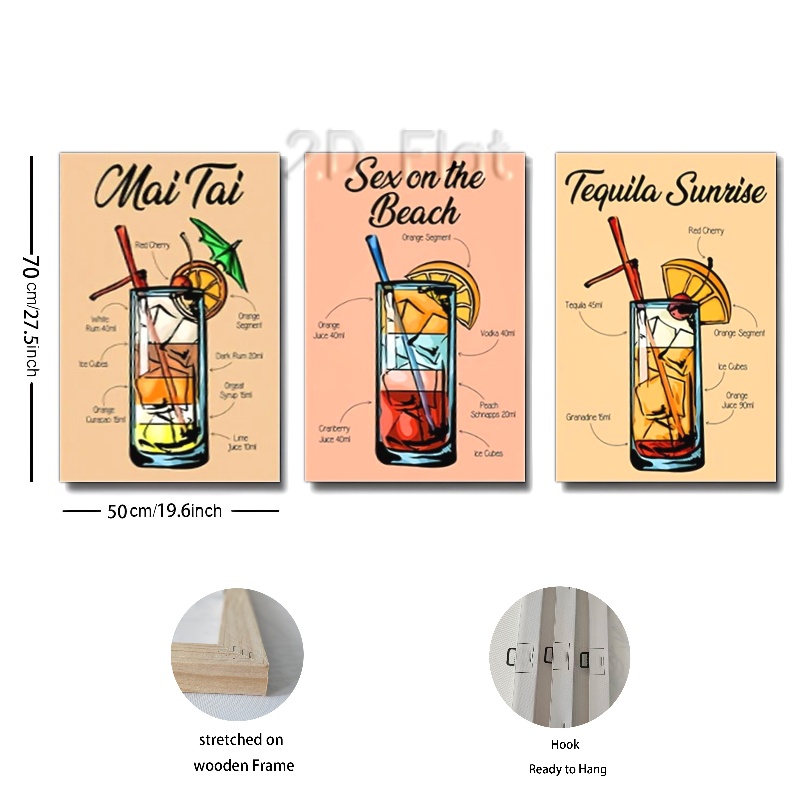 2D Flat
Mai Tai
Red Cherry
White
Rum 40ml
Orange
Segment
Ice Cubes
Dark Rum 20ml
Orgeat
Syrup 15ml
Orange
Curacao 15ml
Lime
Juice 10ml
Sex on the
Beach
Orange Segment
Orange
Juice 40ml
Vodka 40ml
Peach
Schnapps 20ml
Cranberry
Juice 40ml
Ice Cubes
Tequila Sunrise
Red Cherry
Tequila 45ml
Orange Segment
Ice Cubes
Orange
Juice 90ml
Grenadine 15ml
70cm/27.5inch
50cm/19.6inch
stretched on
wooden Frame
Hook
Ready to Hang